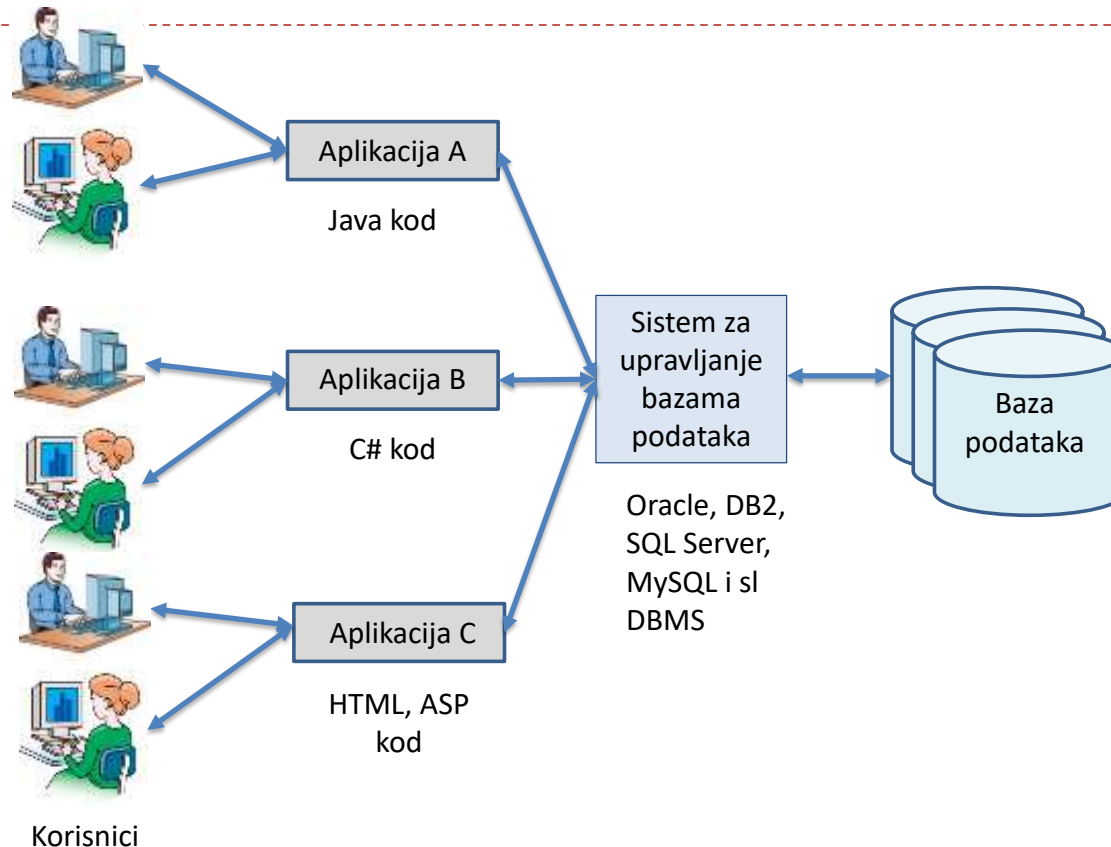 Aplikacija A
Java kod
Aplikacija B
C# kod
Aplikacija C
HTML, ASP
kod
Korisnici
Sistem za
upravljanje
bazama
podataka
Oracle, DB2,
SQL Server,
MySQL i sl
DBMS
Baza
podataka